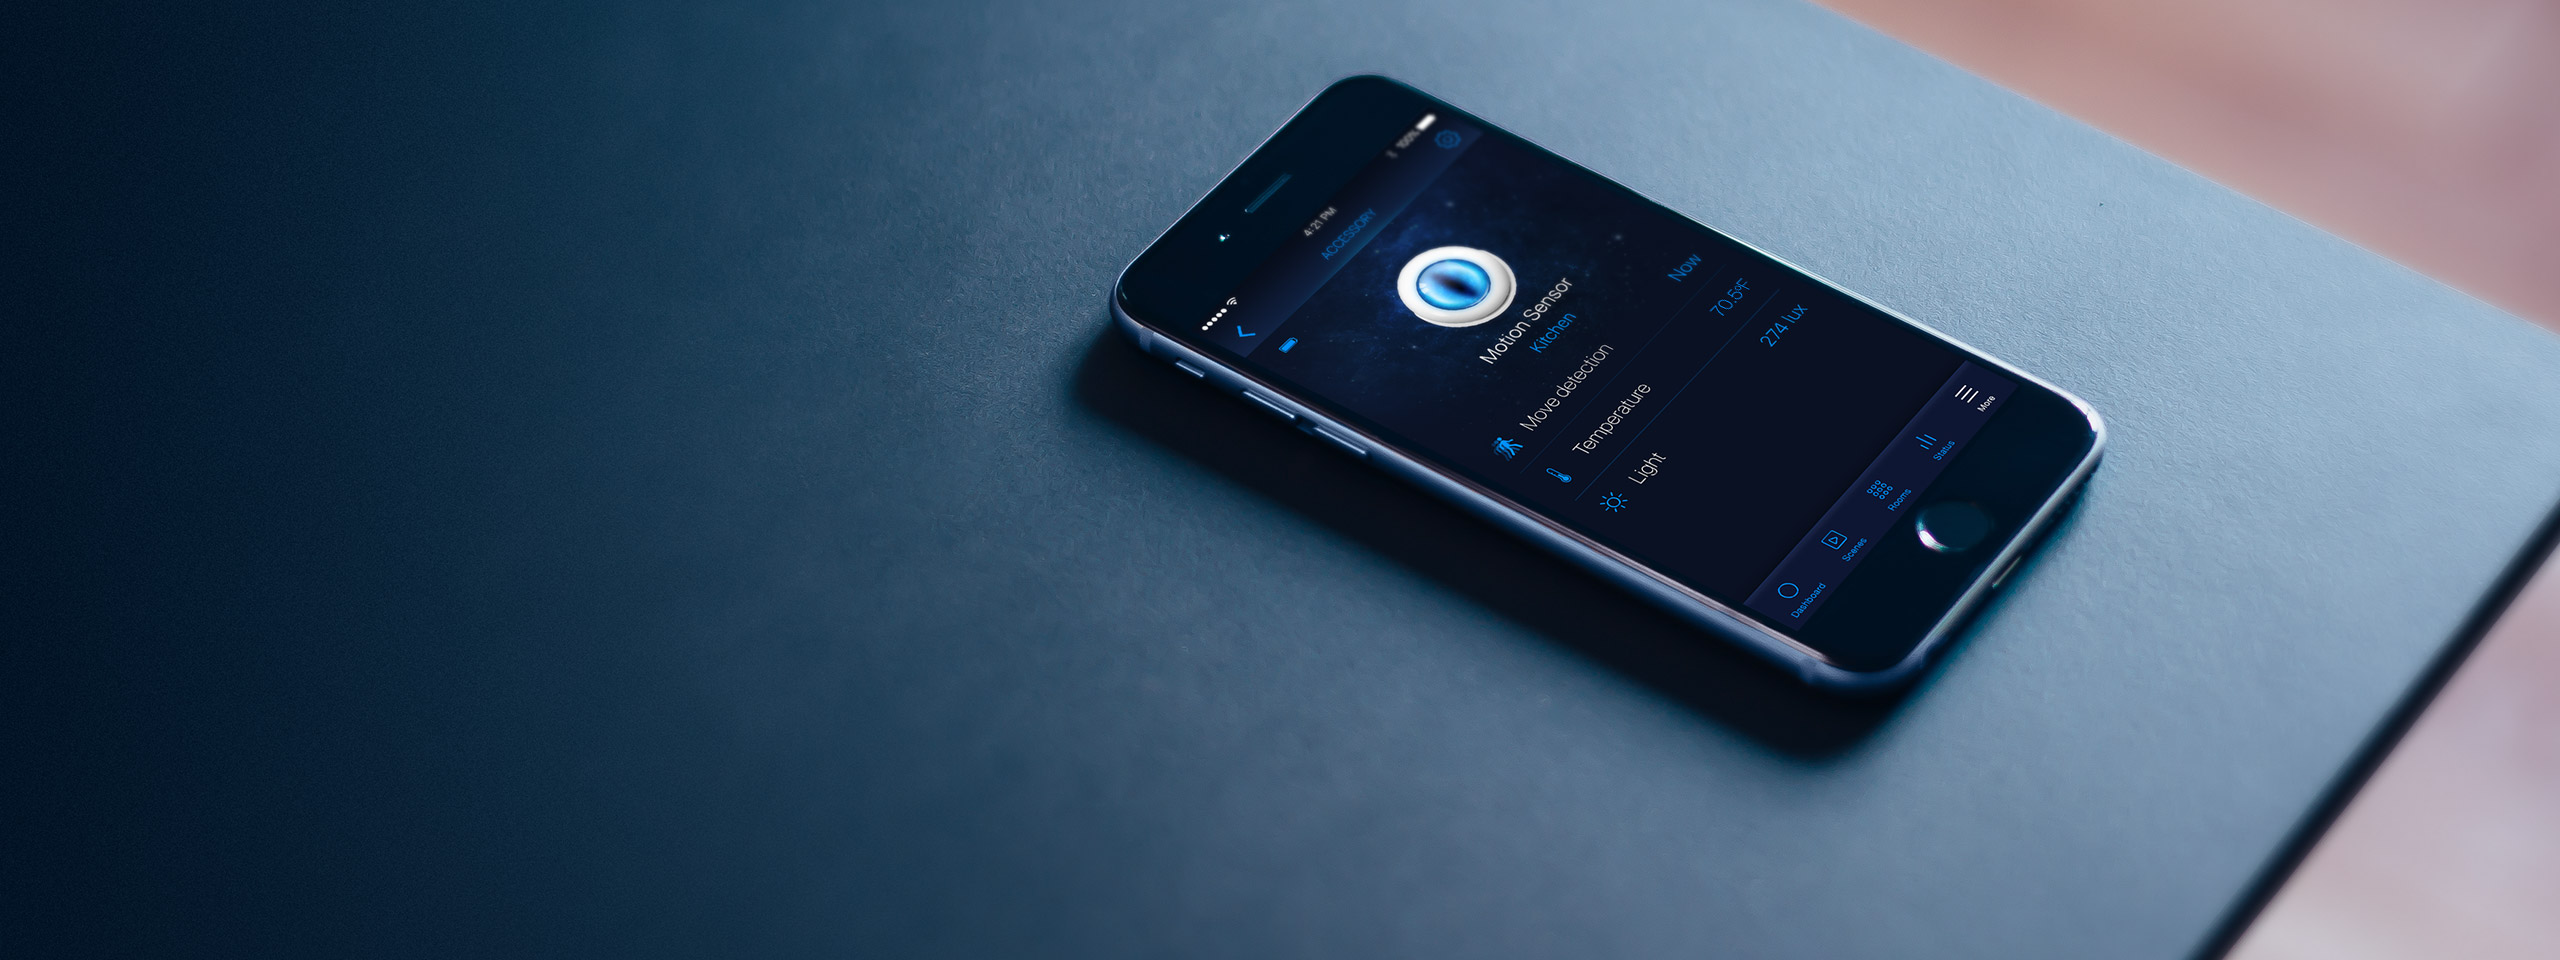 4:21 PM
100%
ACCESSORY
Motion Sensor
Kitchen
Move detection Now
Temperature 70.5°F
Light 274 lux
Dashboard
Scenes
Rooms
Status
More